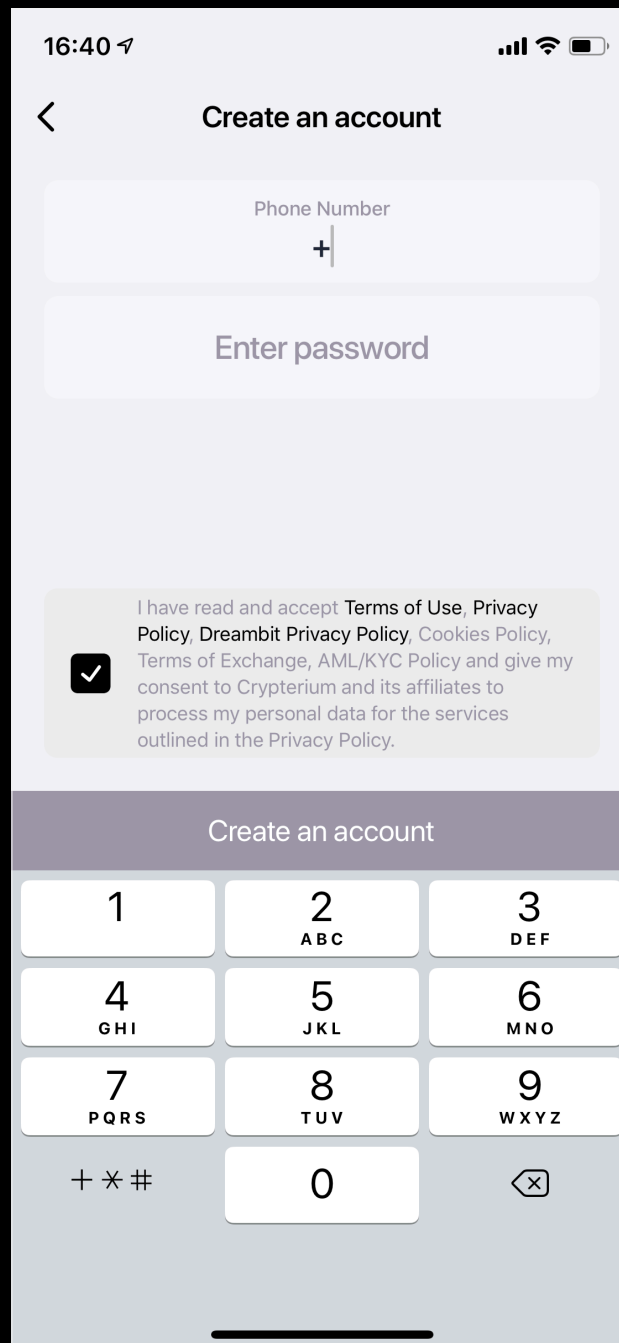 16:40
Create an account
Phone Number
+
Enter password
I have read and accept Terms of Use, Privacy
Policy, Dreambit Privacy Policy, Cookies Policy,
Terms of Exchange, AML/KYC Policy and give my
consent to Crypterium and its affiliates to
process my personal data for the services
outlined in the Privacy Policy.
Create an account
1 2 3
ABC DEF
4 5 6
GHI JKL MNO
7 8 9
PQRS TUV WXYZ
+*# 0